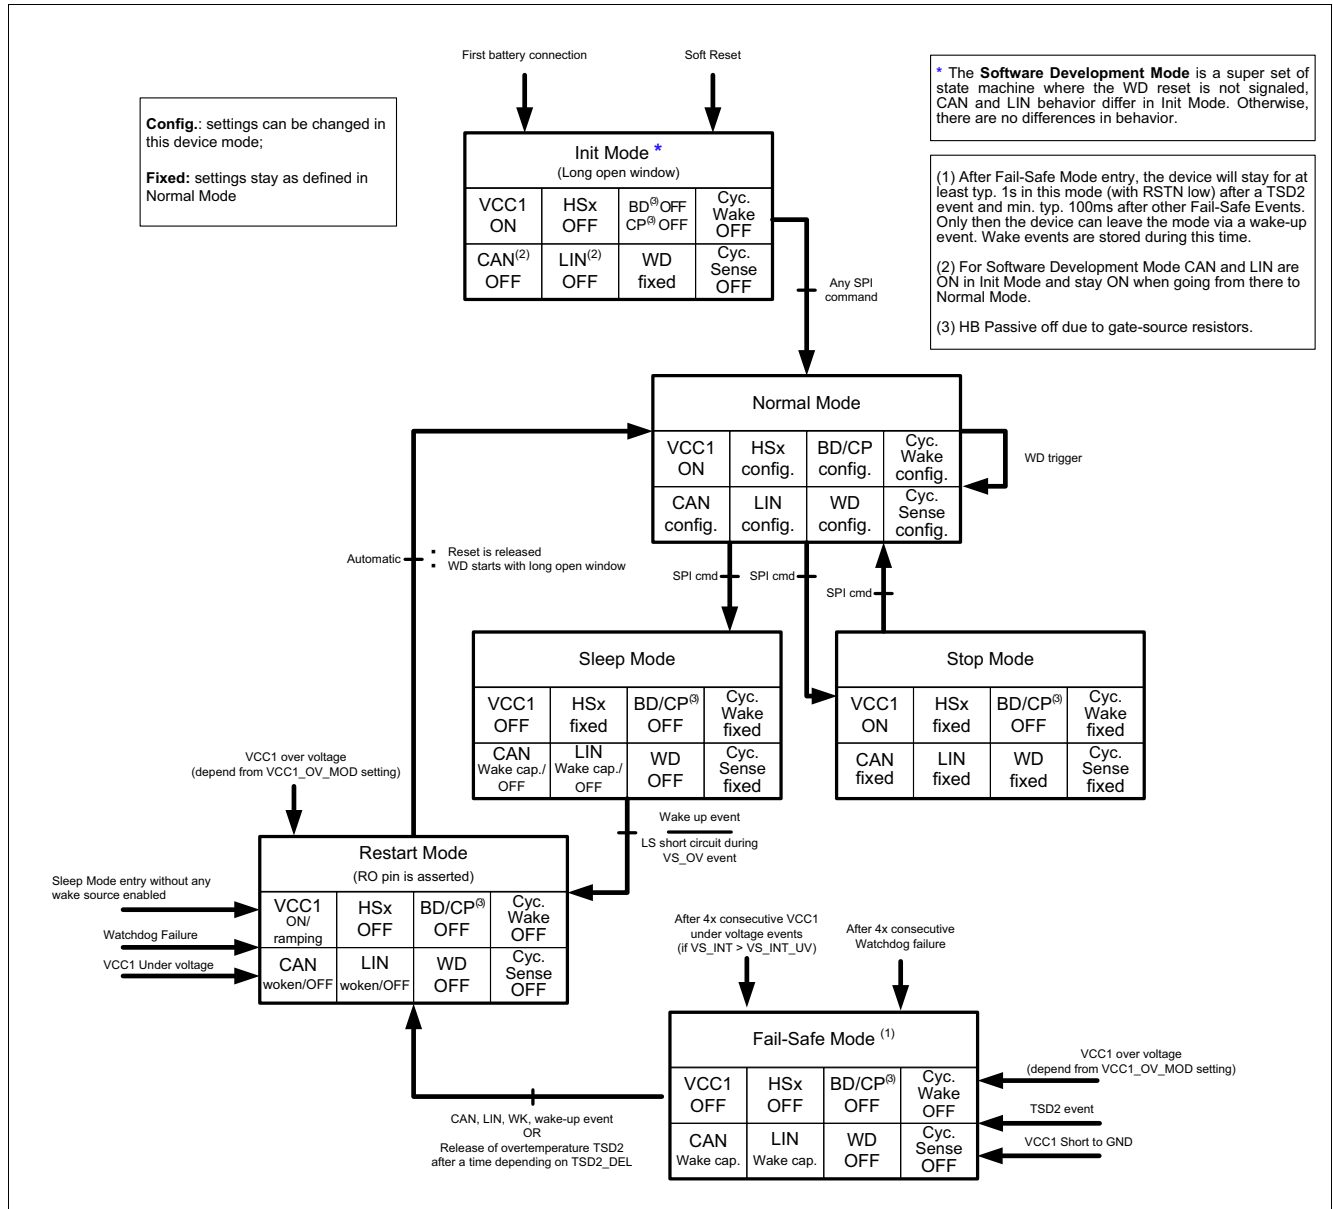 First battery connection
Soft Reset
Config.: settings can be changed in
this device mode;
Fixed: settings stay as defined in
Normal Mode
* The Software Development Mode is a super set of
state machine where the WD reset is not signaled,
CAN and LIN behavior differ in Init Mode. Otherwise,
there are no differences in behavior.
(1) After Fail-Safe Mode entry, the device will stay for at
least typ. 1s in this mode (with RSTN low) after a TSD2
event and min. typ. 100ms after other Fail-Safe Events.
Only then the device can leave the mode via a wake-up
event. Wake events are stored during this time.
(2) For Software Development Mode CAN and LIN are
ON in Init Mode and stay ON when going from there to
Normal Mode.
(3) HB Passive off due to gate-source resistors.
Init Mode *
(Long open window)
VCC1
ON
HSx
OFF
BD(3) OFF
CP(3) OFF
Cyc.
Wake
OFF
CAN(2)
OFF
LIN(2)
OFF
WD
fixed
Cyc.
Sense
OFF
Any SPI
command
Normal Mode
VCC1
ON
HSx
config.
BD/CP
config.
Cyc.
Wake
config.
CAN
config.
LIN
config.
WD
config.
Cyc.
Sense
config.
WD trigger
Automatic
▪ Reset is released
▪ WD starts with long open window
SPI cmd
SPI cmd
SPI cmd
Sleep Mode
VCC1
OFF
HSx
fixed
BD/CP(3)
OFF
Cyc.
Wake
fixed
CAN
Wake cap./
OFF
LIN
Wake cap./
OFF
WD
OFF
Cyc.
Sense
fixed
Stop Mode
VCC1
ON
HSx
fixed
BD/CP(3)
OFF
Cyc.
Wake
fixed
CAN
fixed
LIN
fixed
WD
fixed
Cyc.
Sense
fixed
VCC1 over voltage
(depend from VCC1_OV_MOD setting)
Wake up event
LS short circuit during
VS_OV event
Restart Mode
(RO pin is asserted)
VCC1
ON/
ramping
HSx
OFF
BD/CP(3)
OFF
Cyc.
Wake
OFF
CAN
woken/OFF
LIN
woken/OFF
WD
OFF
Cyc.
Sense
OFF
Sleep Mode entry without any
wake source enabled
Watchdog Failure
VCC1 Under voltage
After 4x consecutive VCC1
under voltage events
(if VS_INT > VS_INT_UV)
After 4x consecutive
Watchdog failure
Fail-Safe Mode (1)
VCC1
OFF
HSx
OFF
BD/CP(3)
OFF
Cyc.
Wake
OFF
CAN
Wake cap.
LIN
Wake cap.
WD
OFF
Cyc.
Sense
OFF
VCC1 over voltage
(depend from VCC1_OV_MOD setting)
TSD2 event
VCC1 Short to GND
CAN, LIN, WK, wake-up event
OR
Release of overtemperature TSD2
after a time depending on TSD2_DEL